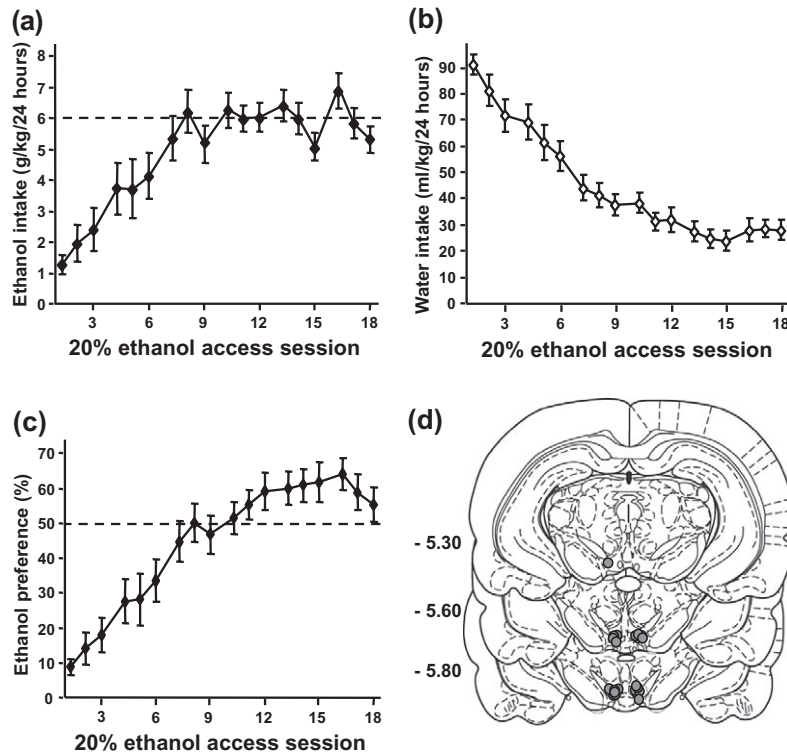 (a)
Ethanol intake (g/kg/24 hours)
8
7
6
5
4
3
2
1
0
3 6 9 12 15 18
20% ethanol access session
(b)
Water intake (ml/kg/24 hours)
90
80
70
60
50
40
30
20
10
0
3 6 9 12 15 18
20% ethanol access session
(c)
Ethanol preference (%)
70
60
50
40
30
20
10
0
3 6 9 12 15 18
20% ethanol access session
(d)
- 5.30
- 5.60
- 5.80